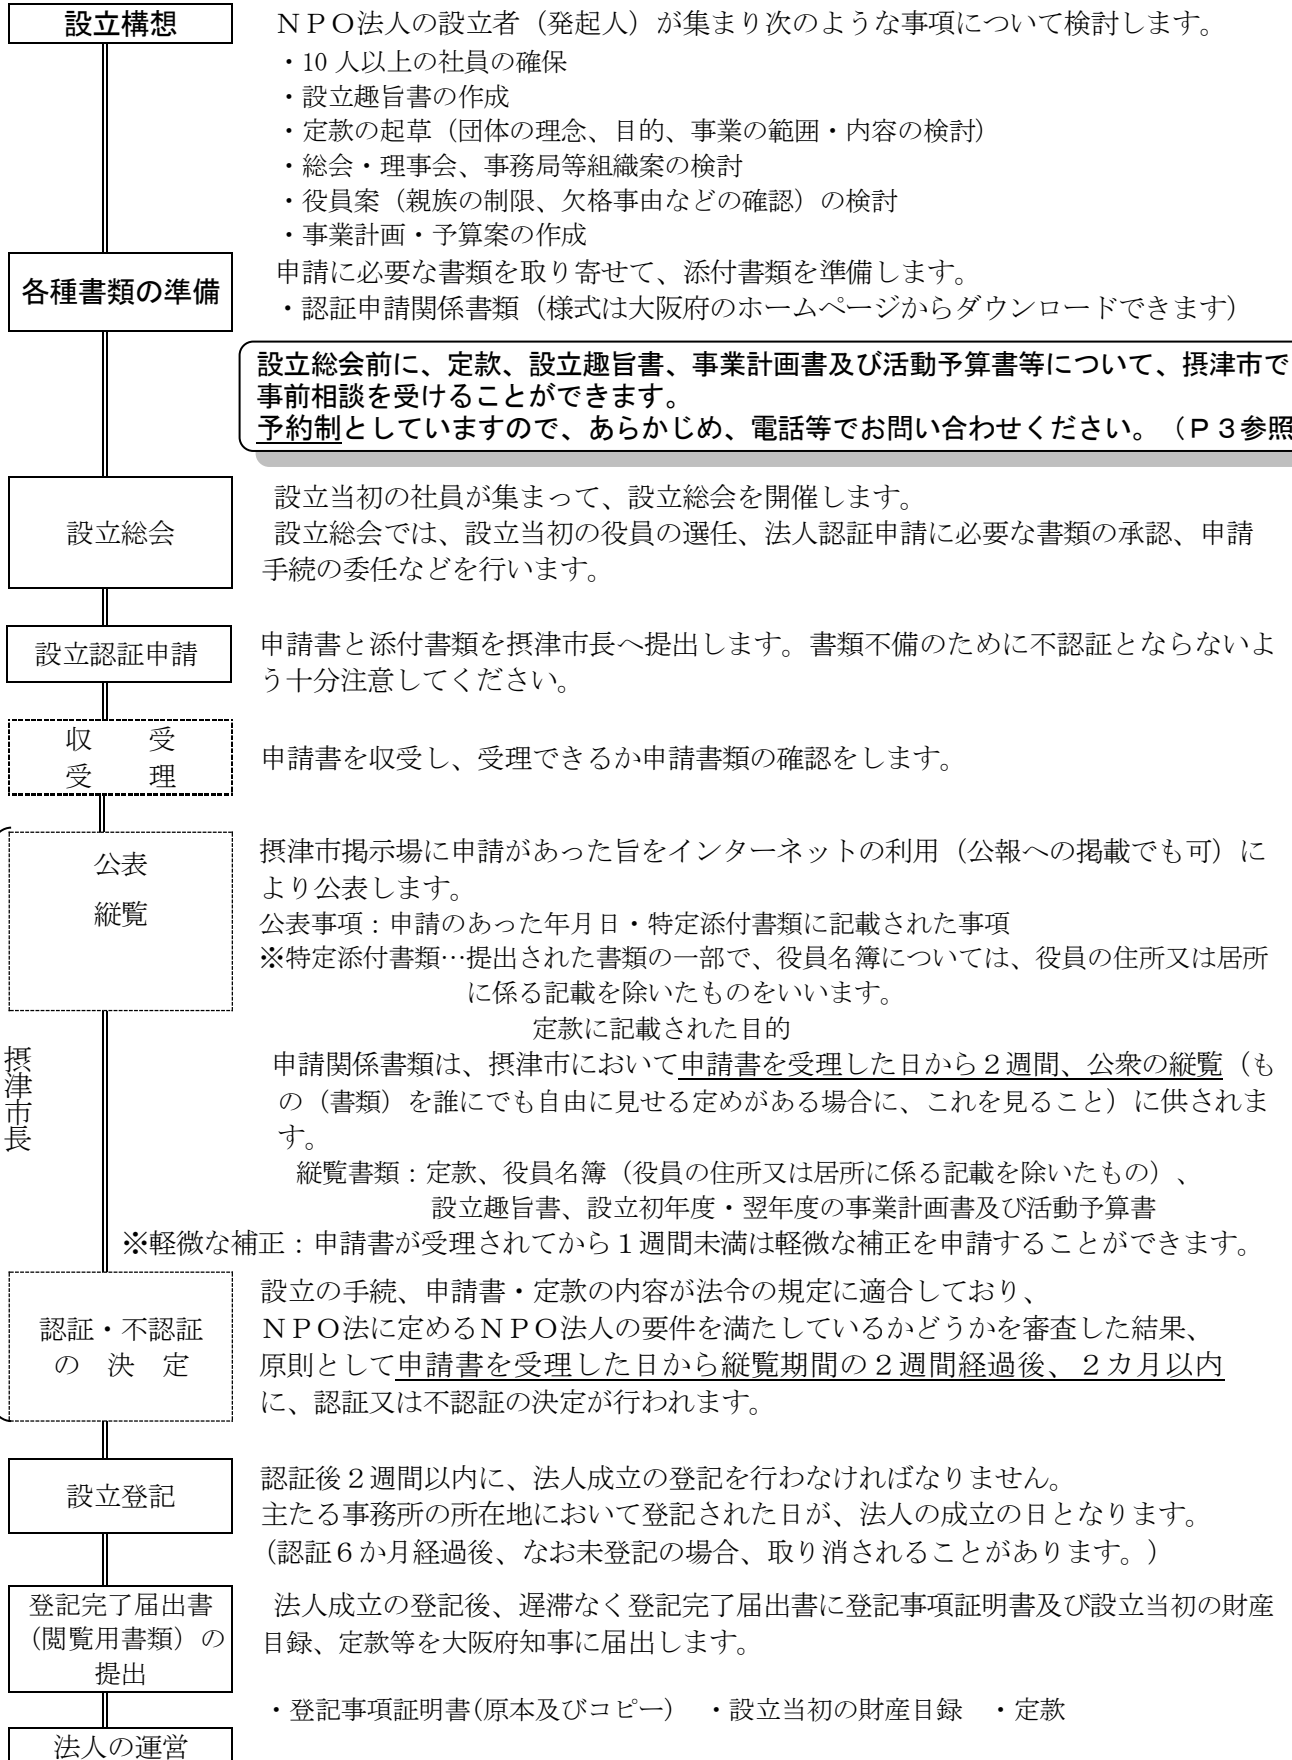 設立構想
ＮＰＯ法人の設立者（発起人）が集まり次のような事項について検討します。
・10 人以上の社員の確保
・設立趣旨書の作成
・定款の起草（団体の理念、目的、事業の範囲・内容の検討）
・総会・理事会、事務局等組織案の検討
・役員案（親族の制限、欠格事由などの確認）の検討
・事業計画・予算案の作成
各種書類の準備
申請に必要な書類を取り寄せて、添付書類を準備します。
・認証申請関係書類（様式は大阪府のホームページからダウンロードできます）
設立総会前に、定款、設立趣旨書、事業計画書及び活動予算書等について、摂津市で
事前相談を受けることができます。
予約制としていますので、あらかじめ、電話等でお問い合わせください。（Ｐ３参照
設立総会
設立当初の社員が集まって、設立総会を開催します。
設立総会では、設立当初の役員の選任、法人認証申請に必要な書類の承認、申請
手続の委任などを行います。
設立認証申請
申請書と添付書類を摂津市長へ提出します。書類不備のために不認証とならないよ
う十分注意してください。
収　　受
受　　理
申請書を収受し、受理できるか申請書類の確認をします。
公表
縦覧
摂津市掲示場に申請があった旨をインターネットの利用（公報への掲載でも可）に
より公表します。
公表事項：申請のあった年月日・特定添付書類に記載された事項
※特定添付書類…提出された書類の一部で、役員名簿については、役員の住所又は居所
に係る記載を除いたものをいいます。
定款に記載された目的
摂津市長
申請関係書類は、摂津市において申請書を受理した日から２週間、公衆の縦覧（も
の（書類）を誰にでも自由に見せる定めがある場合に、これを見ること）に供されま
す。
縦覧書類：定款、役員名簿（役員の住所又は居所に係る記載を除いたもの）、
設立趣旨書、設立初年度・翌年度の事業計画書及び活動予算書
※軽微な補正：申請書が受理されてから１週間未満は軽微な補正を申請することができます。
認証・不認証
の　決　定
設立の手続、申請書・定款の内容が法令の規定に適合しており、
ＮＰＯ法に定めるＮＰＯ法人の要件を満たしているかどうかを審査した結果、
原則として申請書を受理した日から縦覧期間の２週間経過後、２カ月以内
に、認証又は不認証の決定が行われます。
設立登記
認証後２週間以内に、法人成立の登記を行わなければなりません。
主たる事務所の所在地において登記された日が、法人の成立の日となります。
（認証６か月経過後、なお未登記の場合、取り消されることがあります。）
登記完了届出書
（閲覧用書類）の
提出
法人成立の登記後、遅滞なく登記完了届出書に登記事項証明書及び設立当初の財産
目録、定款等を大阪府知事に届出します。
・登記事項証明書(原本及びコピー)　・設立当初の財産目録　・定款
法人の運営